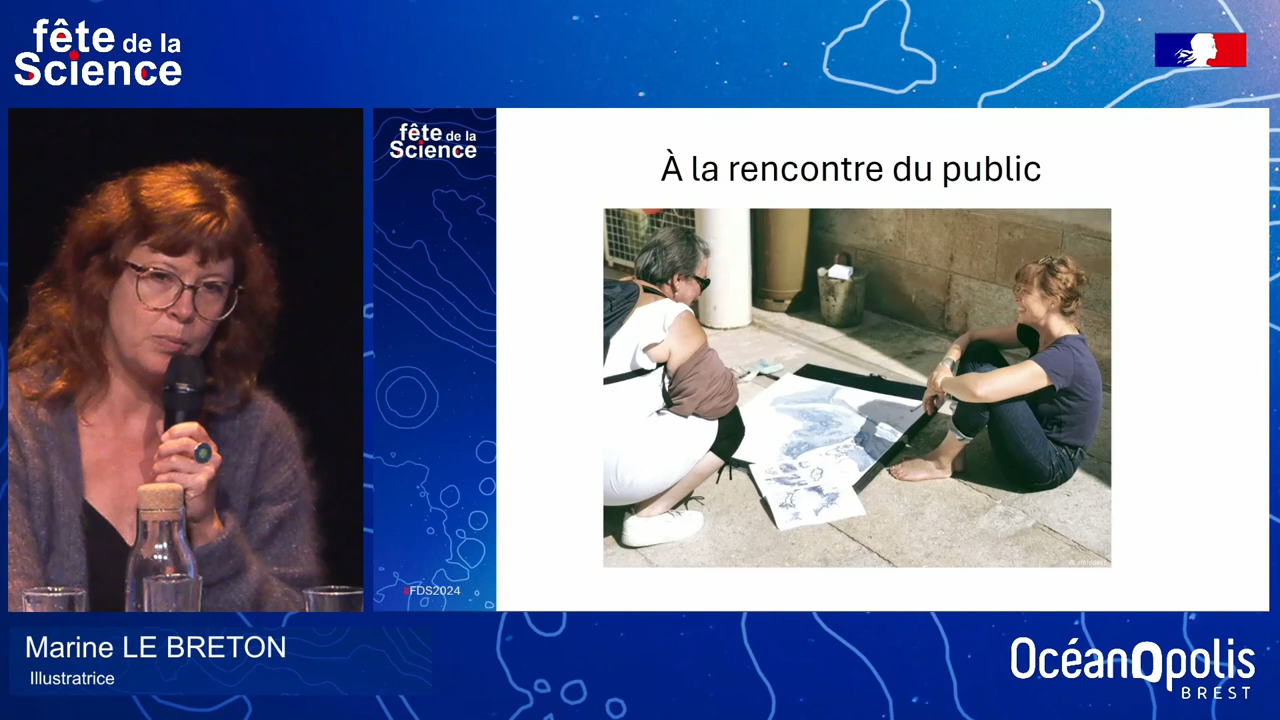 fête de la
Science
fête de la
Science
À la rencontre du public
#FDS2024
Marine LE BRETON
Illustratrice
OcéanOpolis
BREST